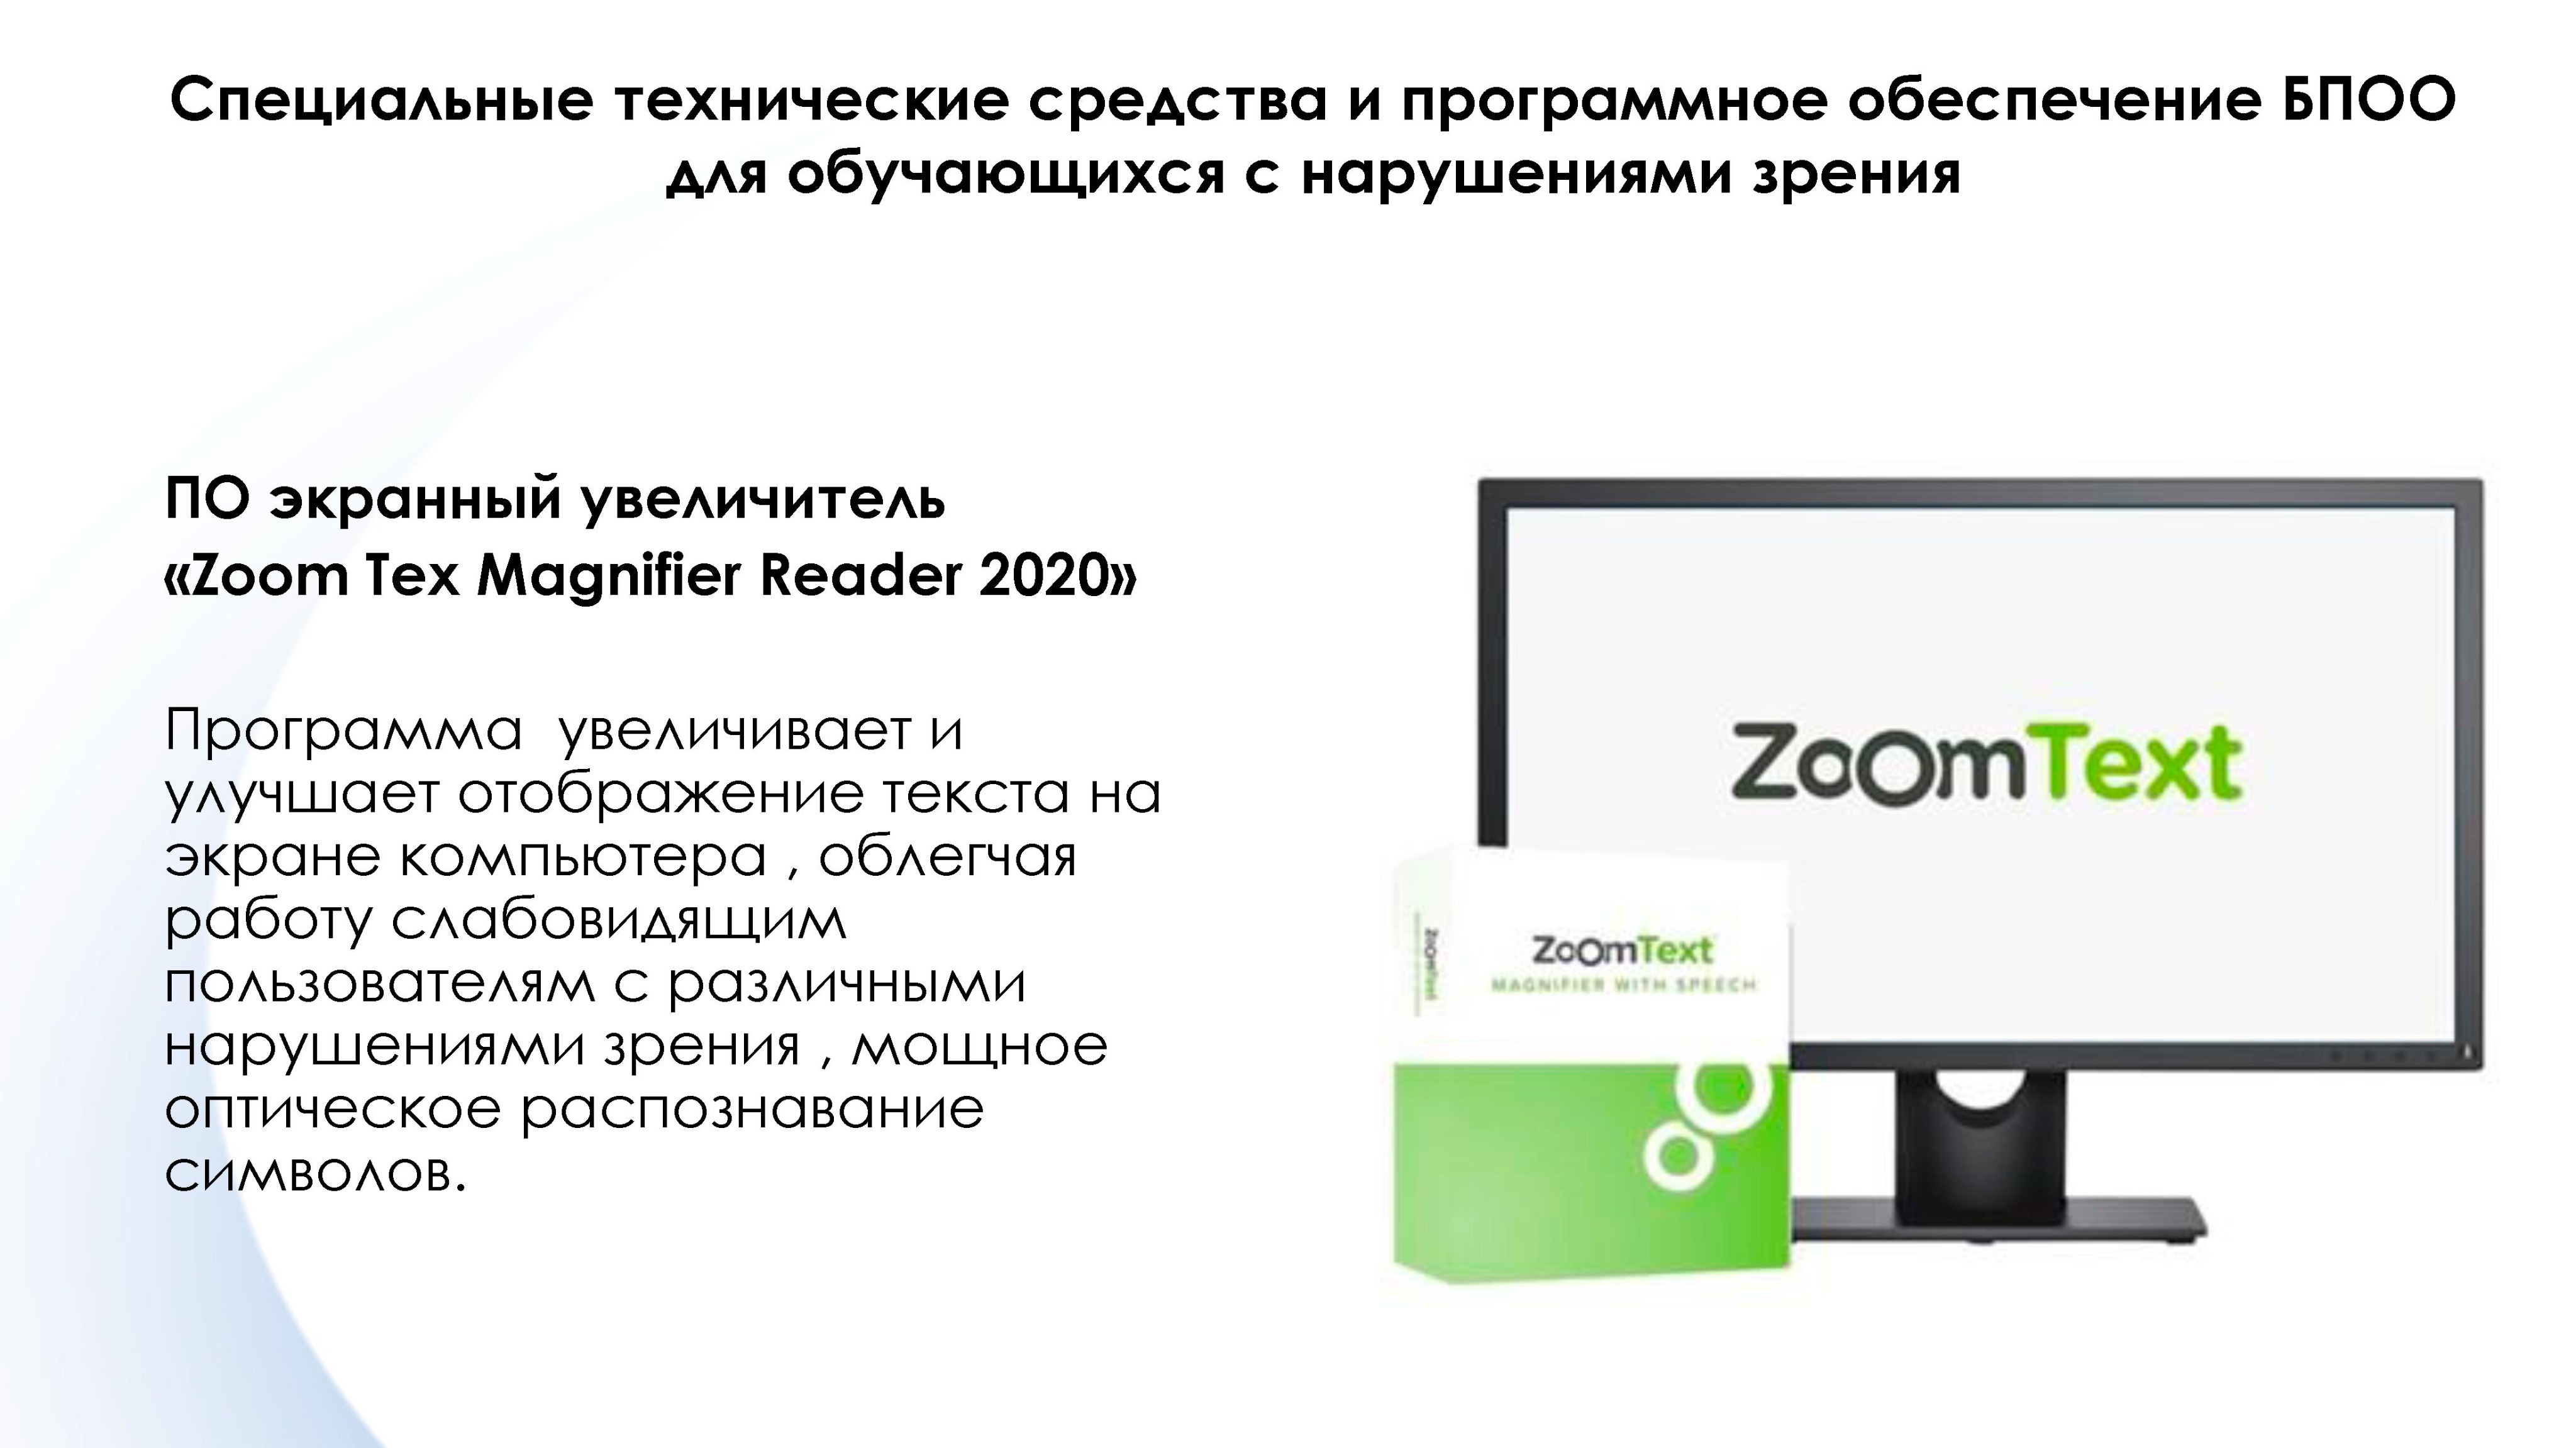 Специальные технические средства и программное обеспечение БПОО
для обучающихся с нарушениями зрения
ПО экранный увеличитель
«Zoom Tex Magnifier Reader 2020»
Программа  увеличивает и
улучшает отображение текста на
экране компьютера , облегчая
работу слабовидящим
пользователям с различными
нарушениями зрения , мощное
оптическое распознавание
символов.
ZoomText
ZoomText
MAGNIFIER WITH SPEECH
ZoomText